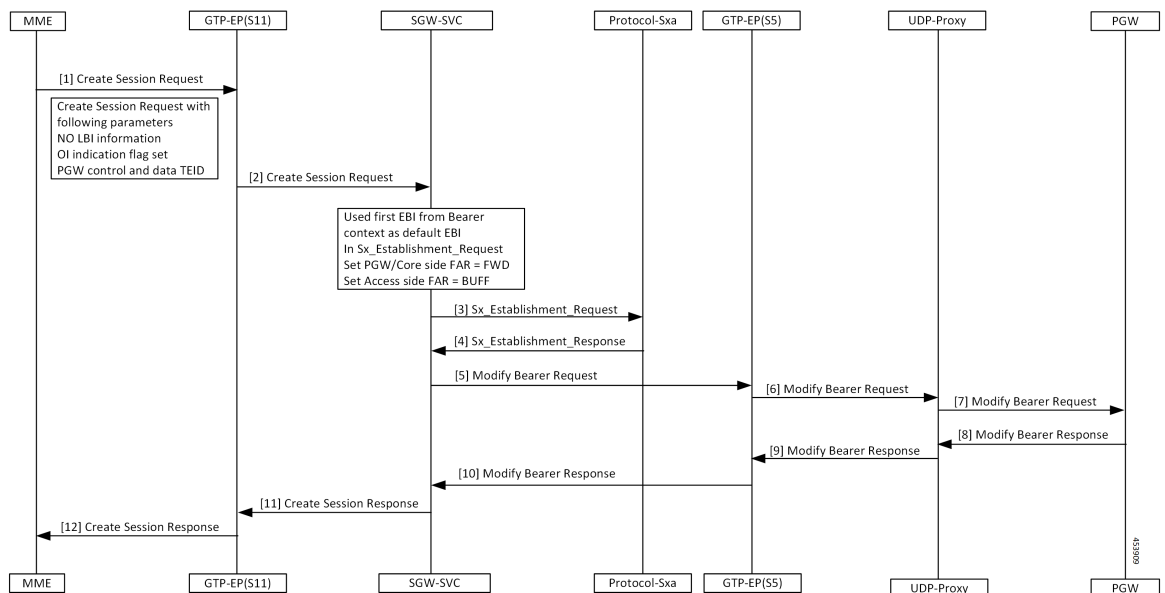 MME
GTP-EP(S11)
SGW-SVC
Protocol-Sxa
GTP-EP(S5)
UDP-Proxy
PGW
[1] Create Session Request
Create Session Request with
following parameters
NO LBI information
OI indication flag set
PGW control and data TEID
[2] Create Session Request
Used first EBI from Bearer
context as default EBI
In Sx_Establishment_Request
Set PGW/Core side FAR = FWD
Set Access side FAR = BUFF
[3] Sx_Establishment_Request
[4] Sx_Establishment_Response
[5] Modify Bearer Request
[6] Modify Bearer Request
[7] Modify Bearer Request
[8] Modify Bearer Response
[9] Modify Bearer Response
[10] Modify Bearer Response
[11] Create Session Response
[12] Create Session Response
453909
MME
GTP-EP(S11)
SGW-SVC
Protocol-Sxa
GTP-EP(S5)
UDP-Proxy
PGW